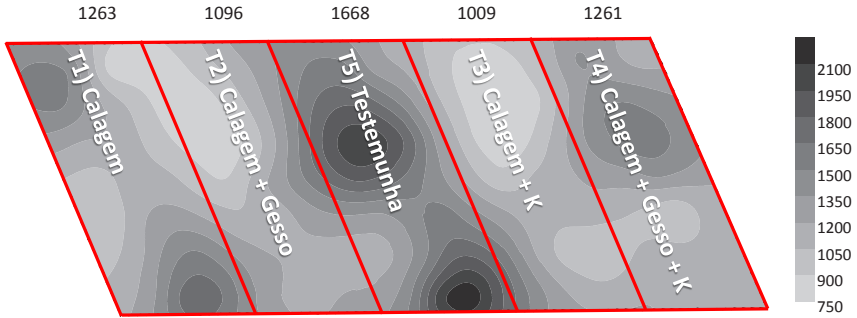 1263 1096 1668 1009 1261
T1) Calagem
T2) Calagem + Gesso
T5) Testemunha
T3) Calagem + K
T4) Calagem + Gesso + K
2100
1950
1800
1650
1500
1350
1200
1050
900
750